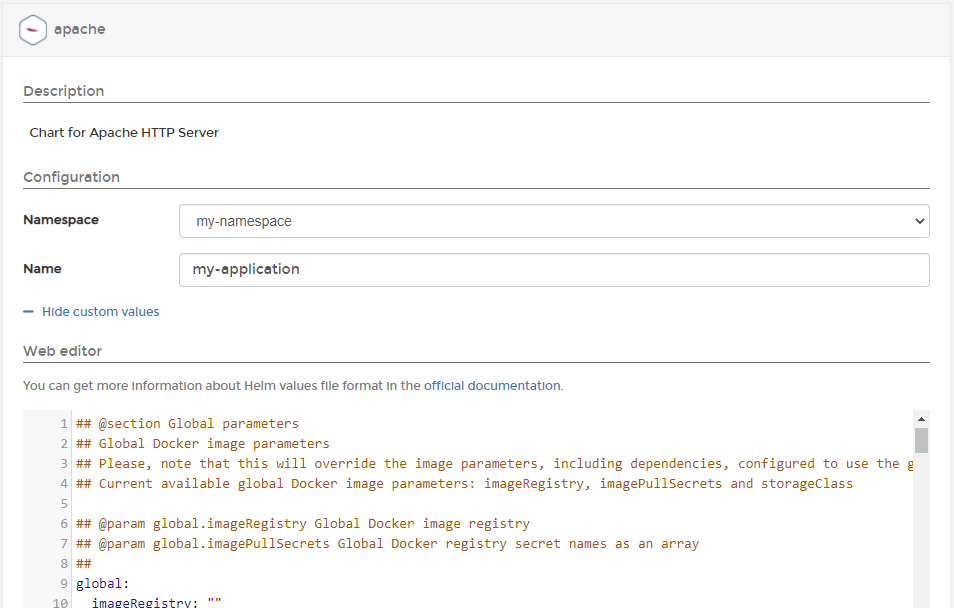 apache
Description
Chart for Apache HTTP Server
Configuration
Namespace my-namespace
Name my-application
Hide custom values
Web editor
You can get more information about Helm values file format in the official documentation.
1 ## @section Global parameters
2 ## Global Docker image parameters
3 ## Please, note that this will override the image parameters, including dependencies, configured to use the g
4 ## Current available global Docker image parameters: imageRegistry, imagePullSecrets and storageClass
5
6 ## @param global.imageRegistry Global Docker image registry
7 ## @param global.imagePullSecrets Global Docker registry secret names as an array
8 ##
9 global:
10 imageRegistry: ""